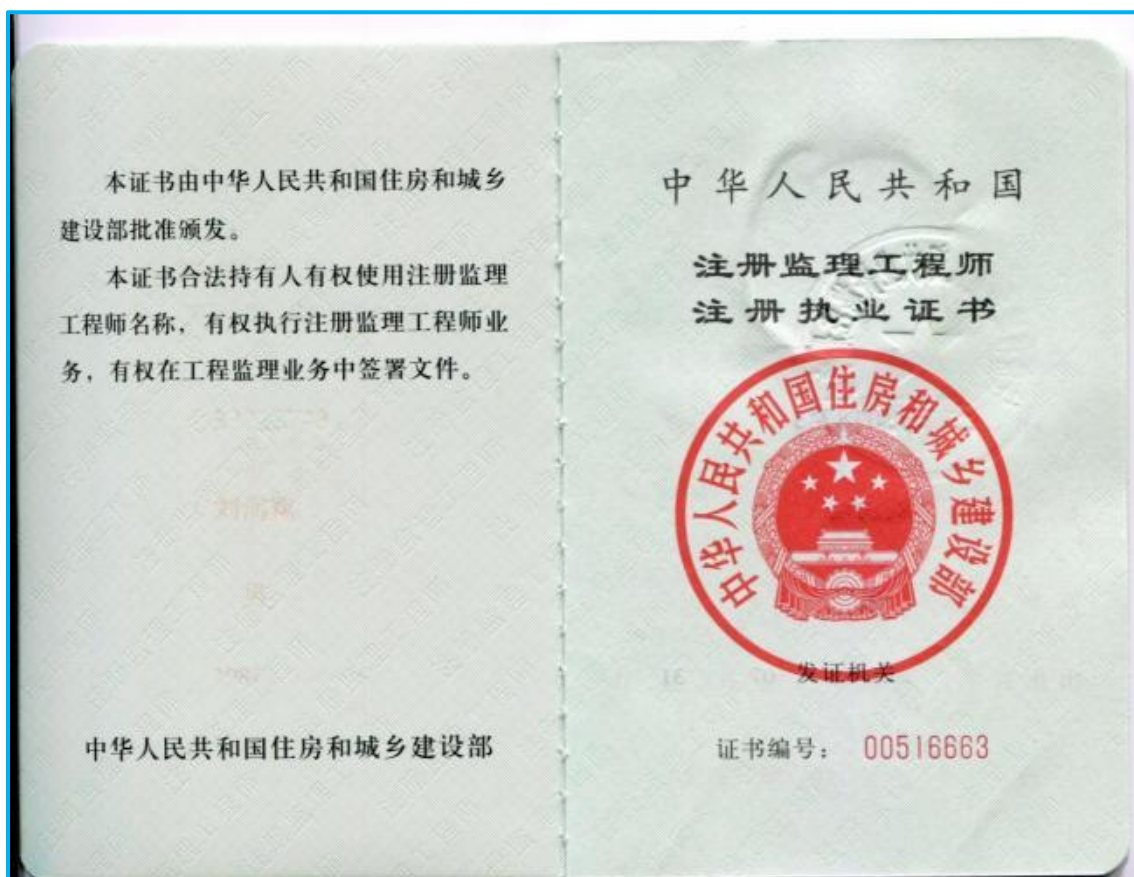 本证书由中华人民共和国住房和城乡
建设部批准颁发。
本证书合法持有人有权使用注册监理
工程师名称，有权执行注册监理工程师业
务，有权在工程监理业务中签署文件。
中华人民共和国住房和城乡建设部
中华人民共和国
注册监理工程师
注册执业证书
中华人民共和国住房和城乡建设部
发证机关
证书编号：00516663